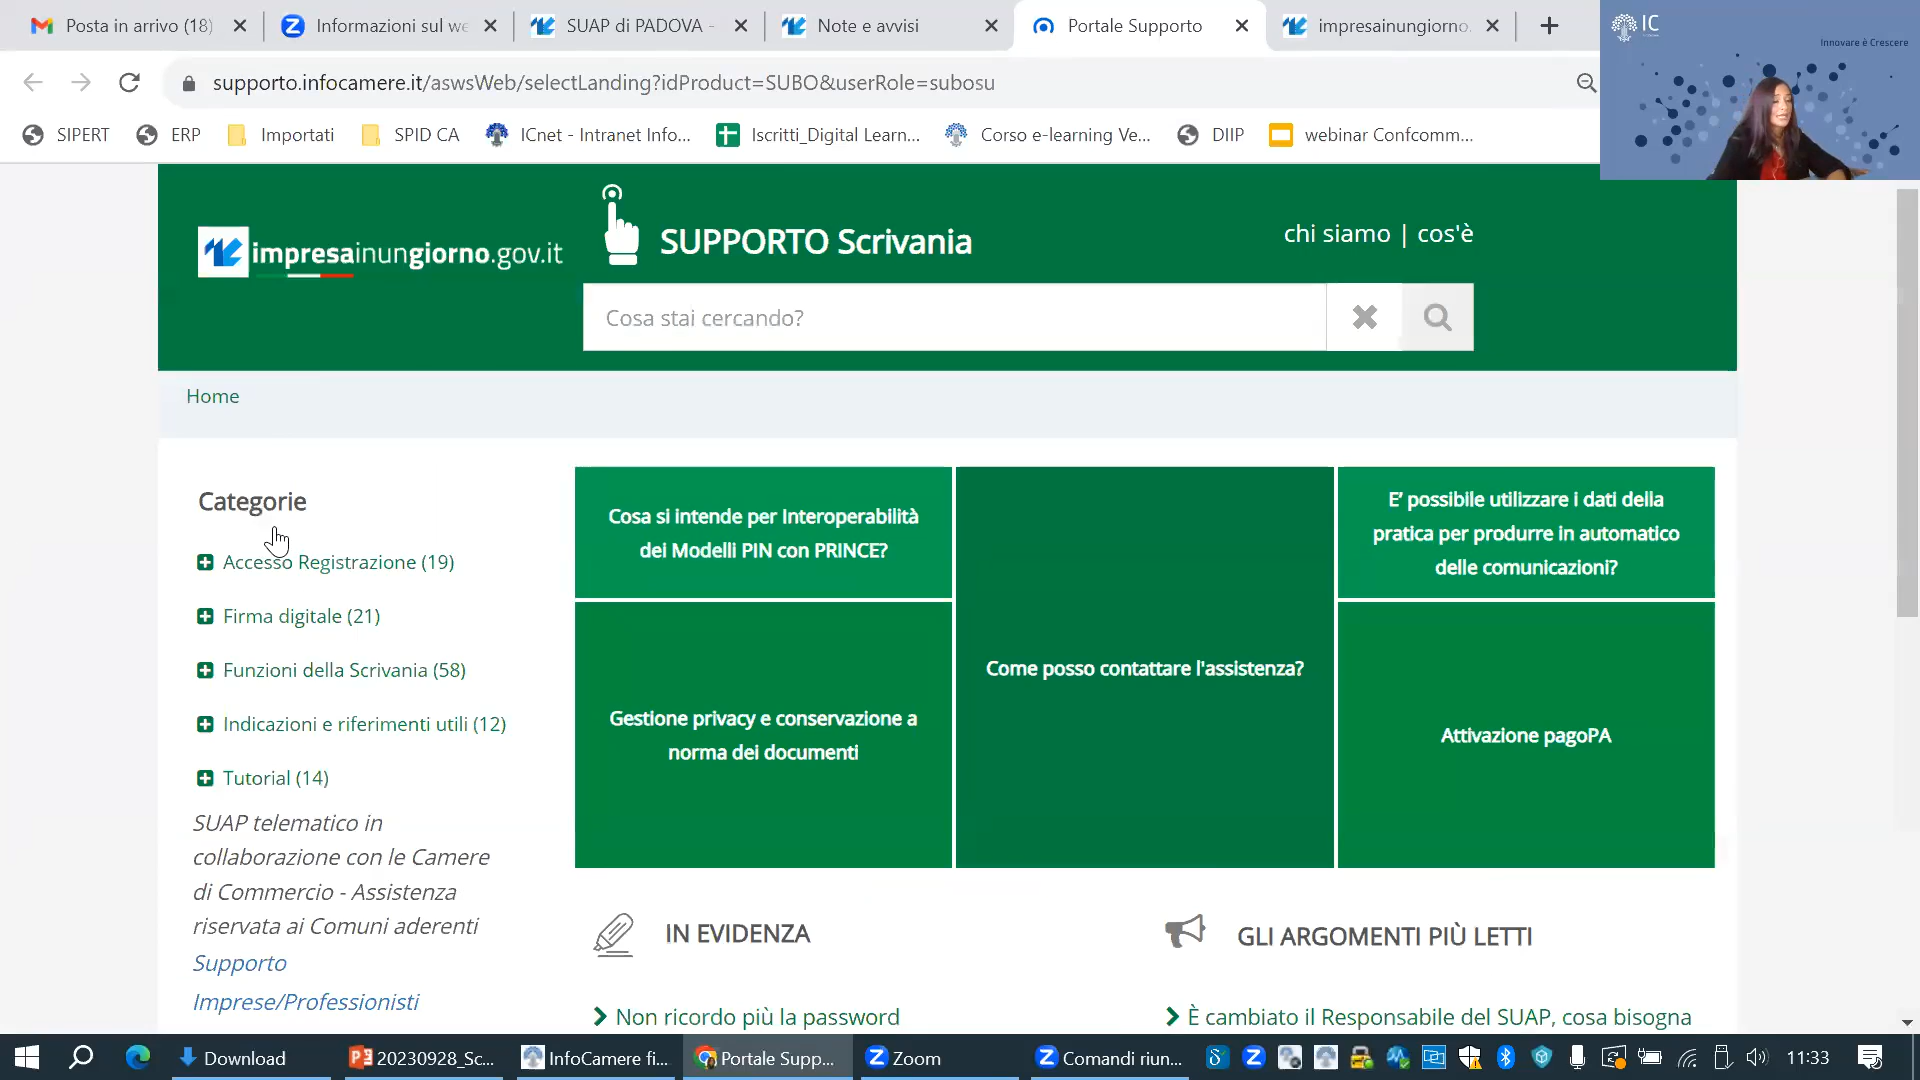 Posta in arrivo (18)
Informazioni sul we
SUAP di PADOVA -
Note e avvisi
Portale Supporto
impresainungiorno.
IC
Innovare è Crescere
supporto.infocamere.it/aswsWeb/selectLanding?idProduct=SUBO&userRole=subosu
SIPERT
ERP
Importati
SPID CA
ICnet - Intranet Info...
Iscritti_Digital Learn...
Corso e-learning Ve...
DIIP
webinar Confcomm...
impresainungiorno.gov.it
SUPPORTO Scrivania
chi siamo | cos'è
Cosa stai cercando?
Home
Categorie
Accesso Registrazione (19)
Firma digitale (21)
Funzioni della Scrivania (58)
Indicazioni e riferimenti utili (12)
Tutorial (14)
SUAP telematico in
collaborazione con le Camere
di Commercio - Assistenza
riservata ai Comuni aderenti
Supporto
Imprese/Professionisti
Cosa si intende per Interoperabilità
dei Modelli PIN con PRINCE?
Gestione privacy e conservazione a
norma dei documenti
Come posso contattare l'assistenza?
E' possibile utilizzare i dati della
pratica per produrre in automatico
delle comunicazioni?
Attivazione pagoPA
IN EVIDENZA
Non ricordo più la password
GLI ARGOMENTI PIÙ LETTI
È cambiato il Responsabile del SUAP, cosa bisogna
Download
20230928_Sc...
InfoCamere fi...
Portale Supp...
Zoom
Comandi riun...
11:33